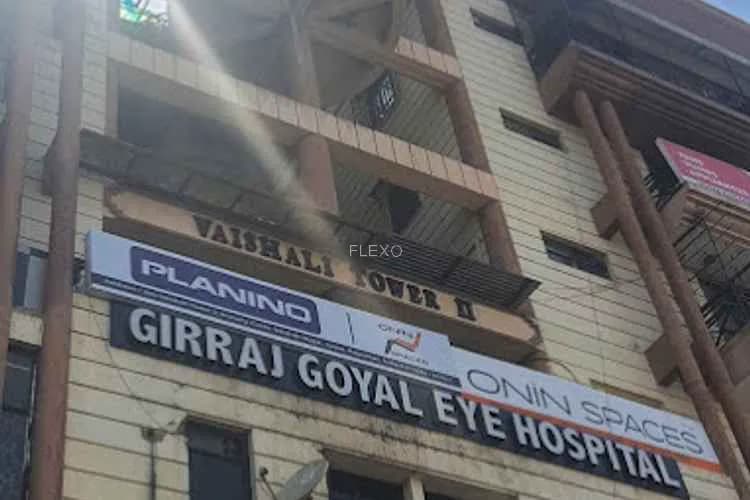 FLEXO
VAISHALI TOWER II
PLANINO
ONIN
SPACES
ONIN SPACES
GIRRAJ GOYAL EYE HOSPITAL